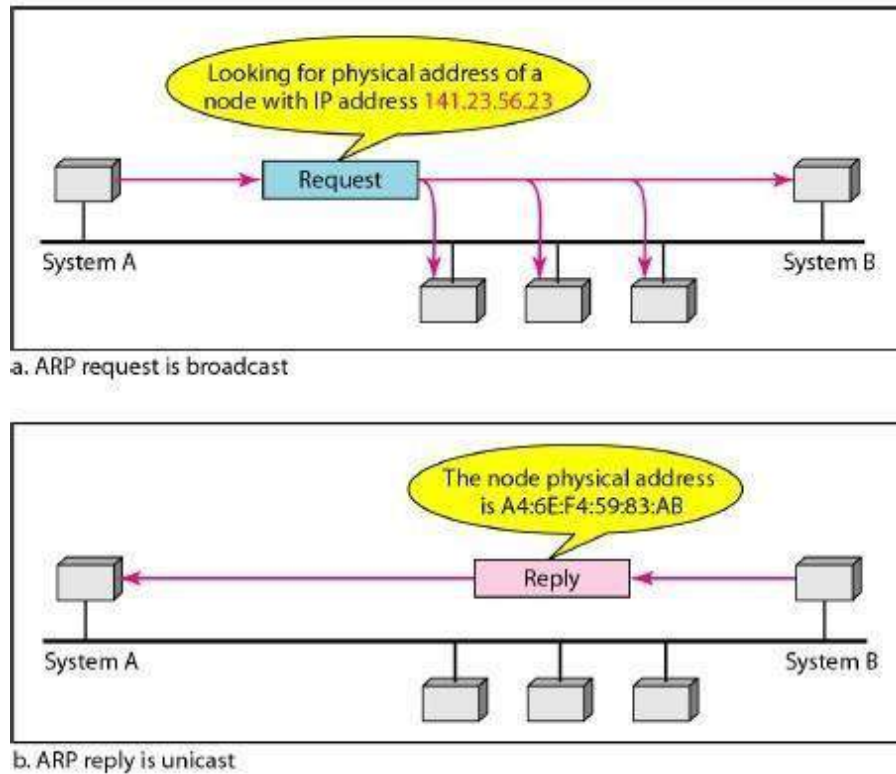 Looking for physical address of a
node with IP address 141.23.56.23
Request
System A
System B
a. ARP request is broadcast
The node physical address
is A4:6E:F4:59:83:AB
Reply
System A
System B
b. ARP reply is unicast